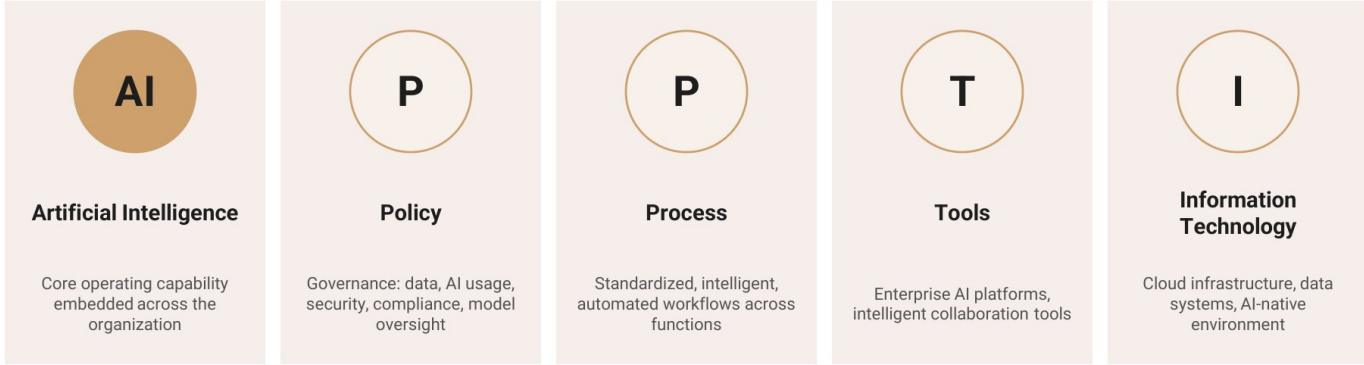 AI
Artificial Intelligence
Core operating capability
embedded across the
organization
P
Policy
Governance: data, AI usage,
security, compliance, model
oversight
P
Process
Standardized, intelligent,
automated workflows across
functions
T
Tools
Enterprise AI platforms,
intelligent collaboration tools
I
Information
Technology
Cloud infrastructure, data
systems, AI-native
environment